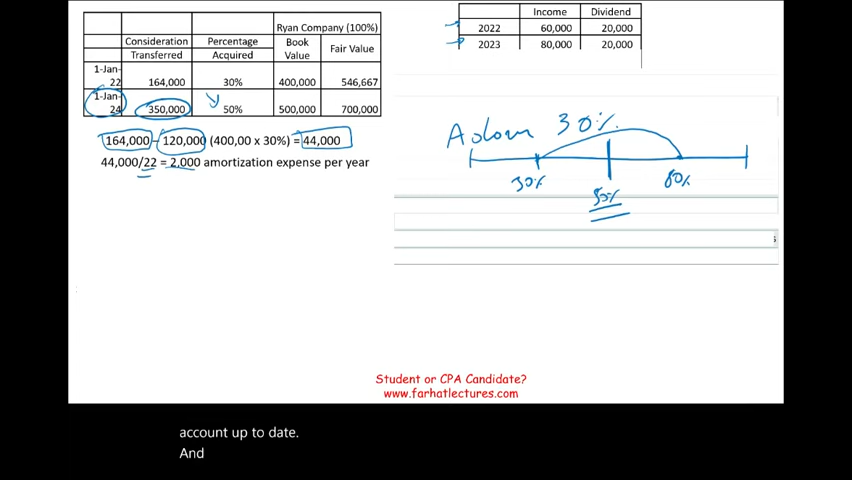 Ryan Company (100%)
Consideration Percentage Book Fair Value
Transferred Acquired Value
1-Jan-
22 164,000 30% 400,000 546,667
1-Jan-
24 350,000 50% 500,000 700,000
164,000 – 120,000 (400,00 x 30%) = 44,000
44,000/22 = 2,000 amortization expense per year
Income Dividend
2022 60,000 20,000
2023 80,000 20,000
Adam 30%
30% 80%
50%
Student or CPA Candidate?
www.farhatlectures.com
account up to date.
And